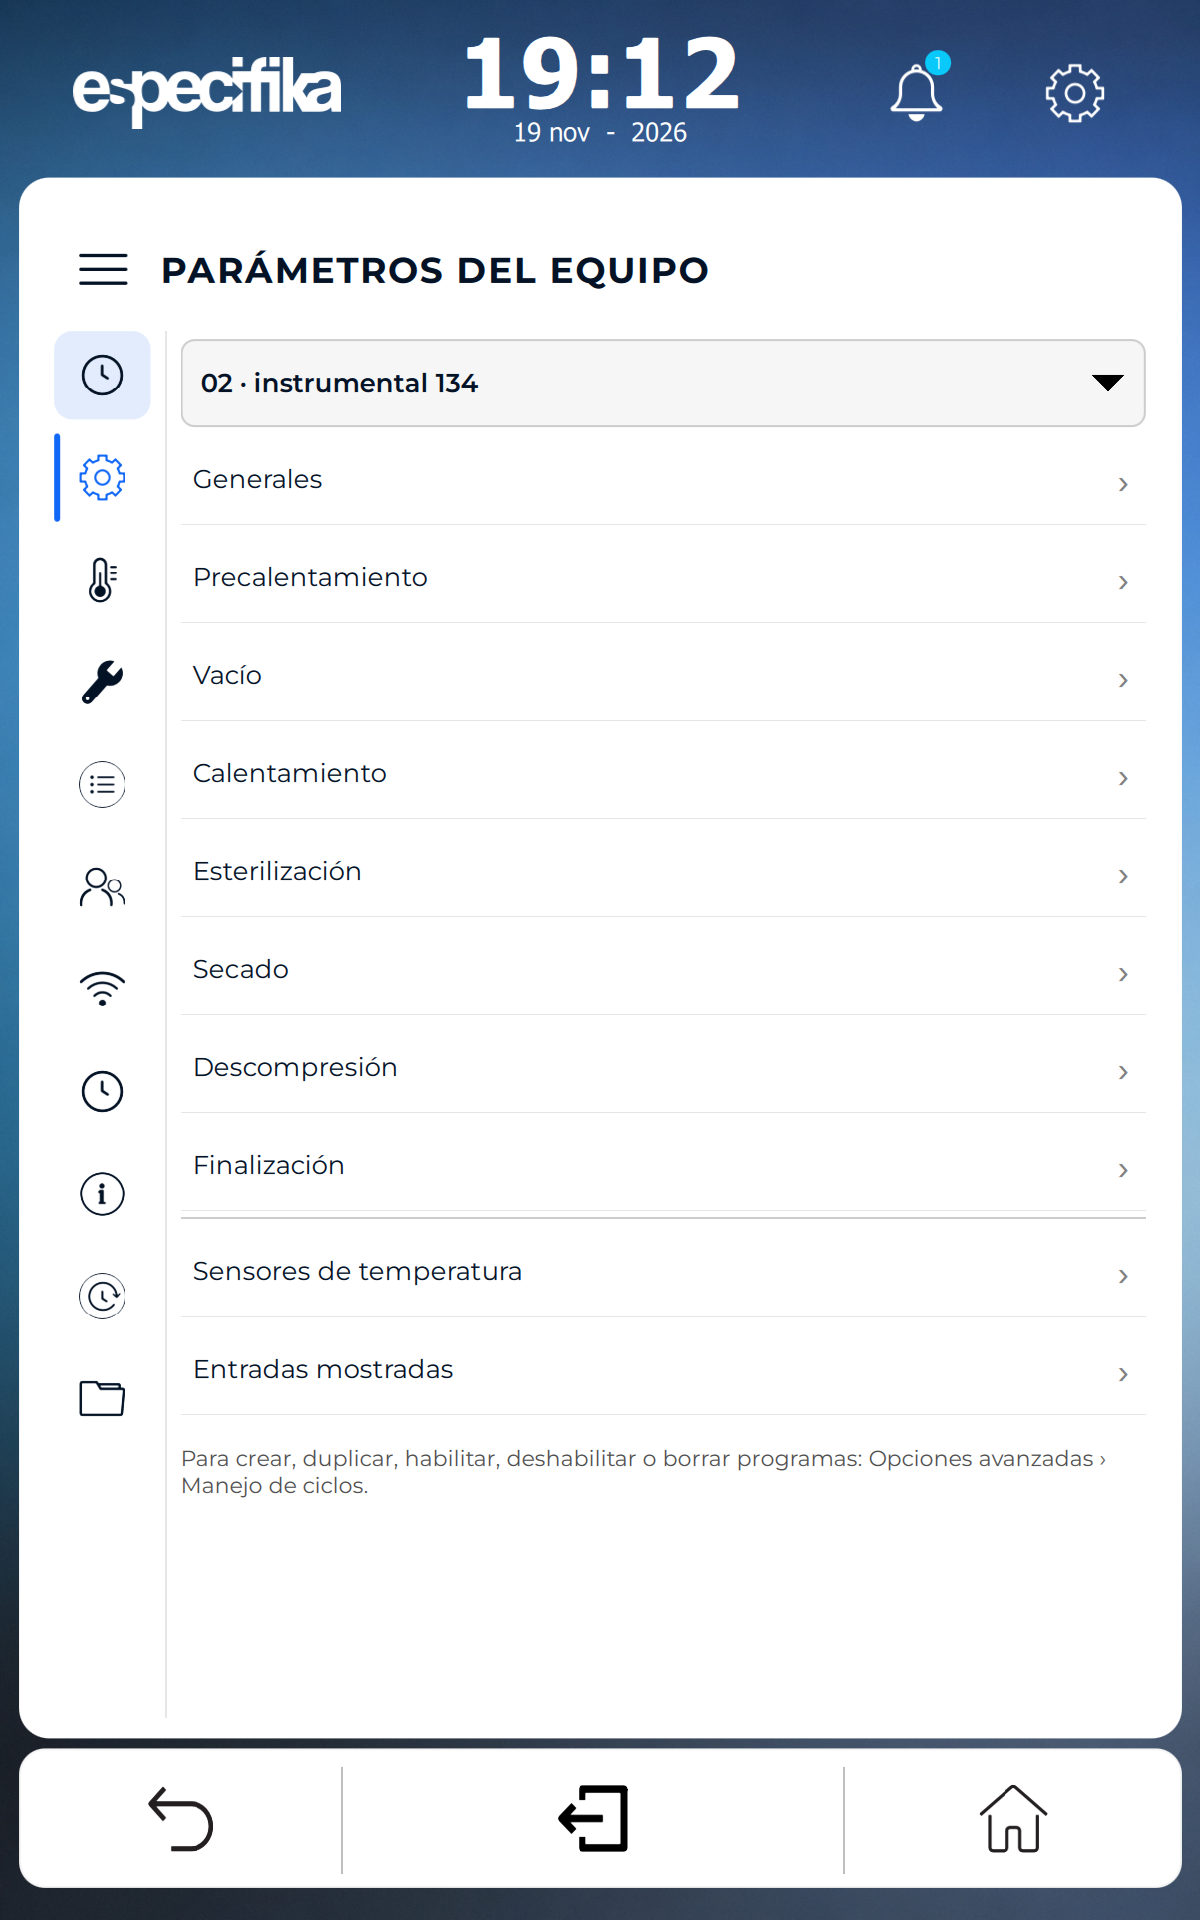 especifika
19:12
19 nov - 2026
1
PARÁMETROS DEL EQUIPO
02 · instrumental 134
Generales
Precalentamiento
Vacío
Calentamiento
Esterilización
Secado
Descompresión
Finalización
Sensores de temperatura
Entradas mostradas
Para crear, duplicar, habilitar, deshabilitar o borrar programas: Opciones avanzadas ›
Manejo de ciclos.